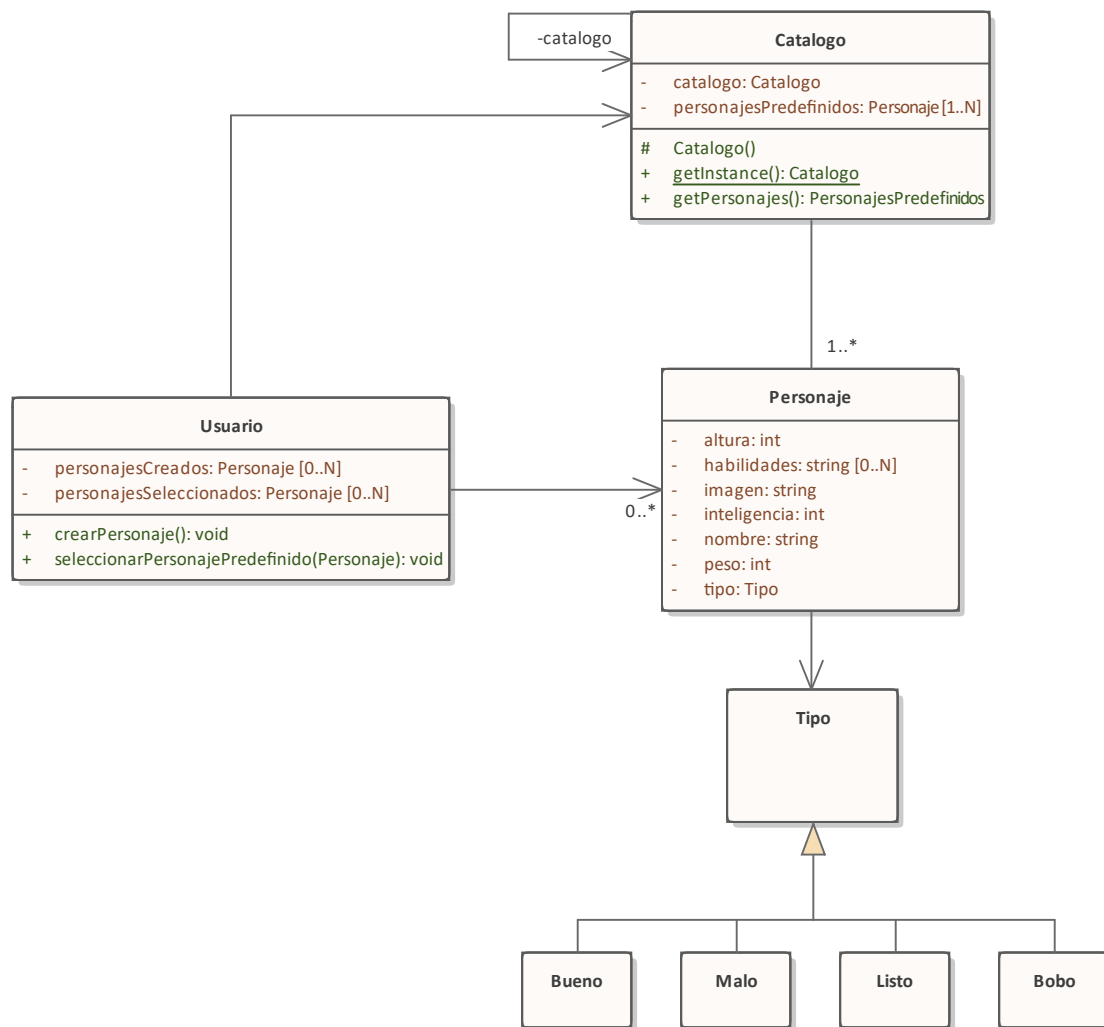 -catalogo
Catalogo
- catalogo: Catalogo
- personajesPredefinidos: Personaje [1..N]
# Catalogo()
+ getInstance(): Catalogo
+ getPersonajes(): PersonajesPredefinidos
1..*
Usuario
- personajesCreados: Personaje [0..N]
- personajesSeleccionados: Personaje [0..N]
+ crearPersonaje(): void
+ seleccionarPersonajePredefinido(Personaje): void
0..*
Personaje
- altura: int
- habilidades: string [0..N]
- imagen: string
- inteligencia: int
- nombre: string
- peso: int
- tipo: Tipo
Tipo
Bueno
Malo
Listo
Bobo